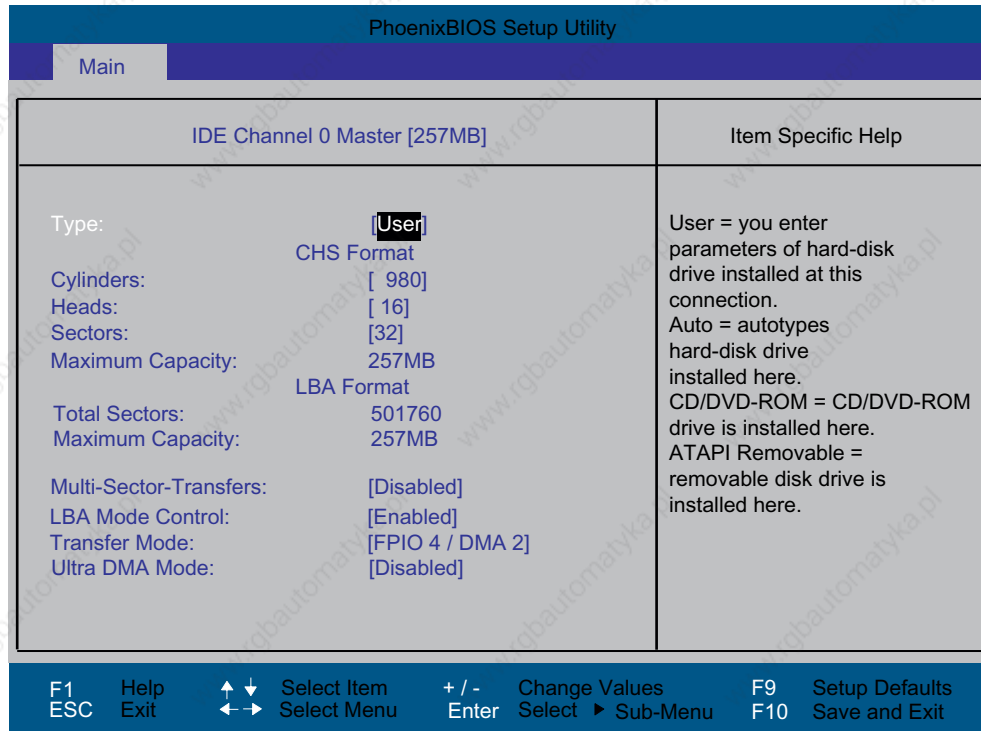 PhoenixBIOS Setup Utility
Main
IDE Channel 0 Master [257MB]
Item Specific Help
Type: [User]
CHS Format
Cylinders: [ 980]
Heads: [ 16]
Sectors: [32]
Maximum Capacity: 257MB
LBA Format
Total Sectors: 501760
Maximum Capacity: 257MB
Multi-Sector-Transfers: [Disabled]
LBA Mode Control: [Enabled]
Transfer Mode: [FPIO 4 / DMA 2]
Ultra DMA Mode: [Disabled]
User = you enter
parameters of hard-disk
drive installed at this
connection.
Auto = autotypes
hard-disk drive
installed here.
CD/DVD-ROM = CD/DVD-ROM
drive is installed here.
ATAPI Removable =
removable disk drive is
installed here.
F1 Help ↑ ↓ Select Item + / - Change Values F9 Setup Defaults
ESC Exit ← → Select Menu Enter Select ▶ Sub-Menu F10 Save and Exit
www.rgbautomatyka.pl